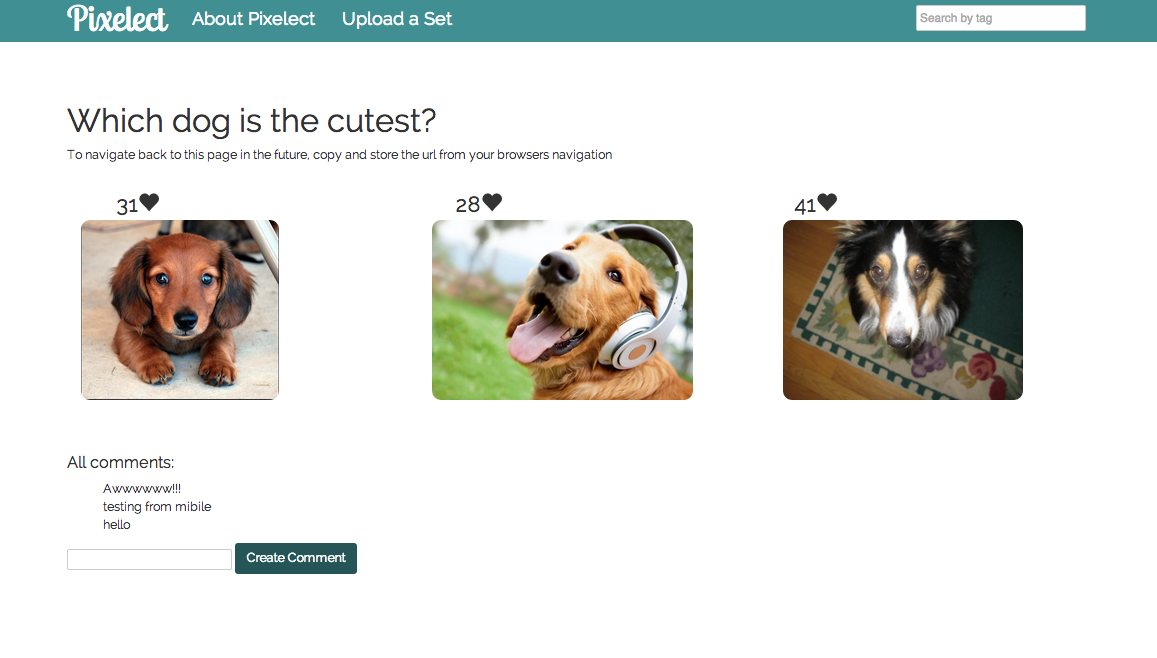 Pixelect About Pixelect Upload a Set Search by tag
Which dog is the cutest?
To navigate back to this page in the future, copy and store the url from your browsers navigation
31 28 41
All comments:
Awwwwww!!!
testing from mibile
hello
Create Comment